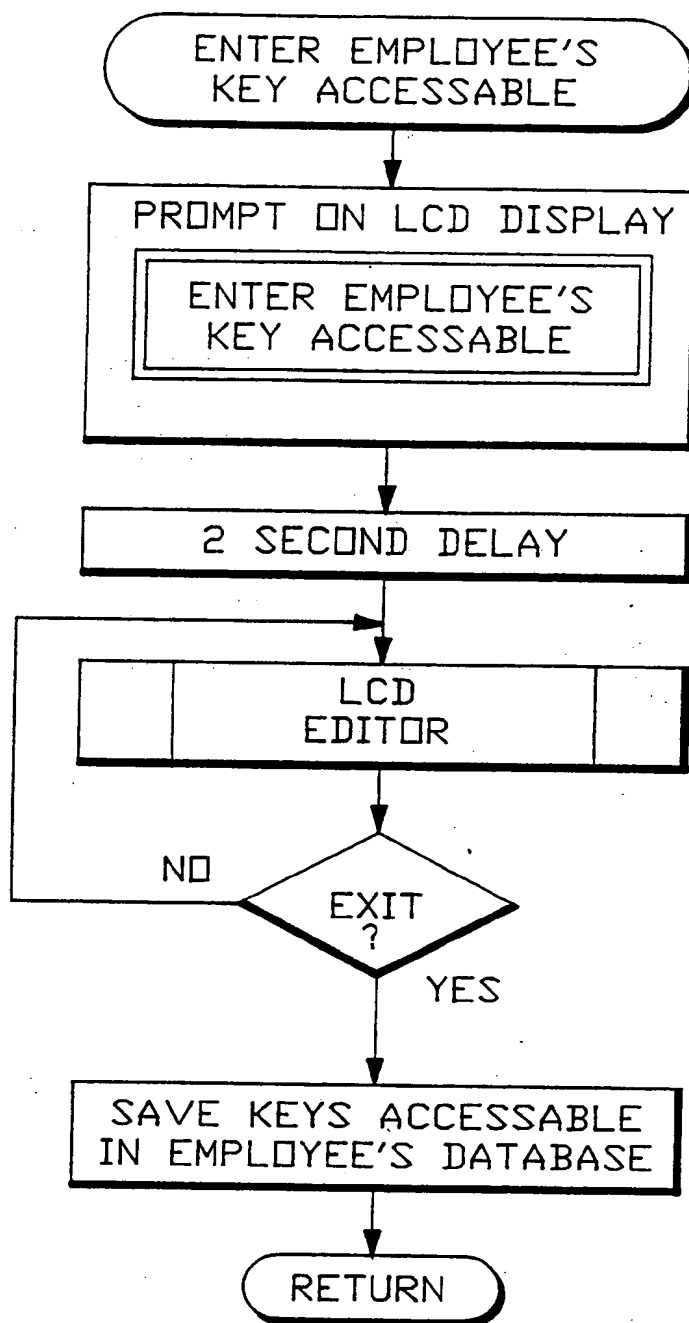 ENTER EMPLOYEE'S
KEY ACCESSABLE
PROMPT ON LCD DISPLAY
ENTER EMPLOYEE'S
KEY ACCESSABLE
2 SECOND DELAY
LCD
EDITOR
NO
EXIT
?
YES
SAVE KEYS ACCESSABLE
IN EMPLOYEE'S DATABASE
RETURN